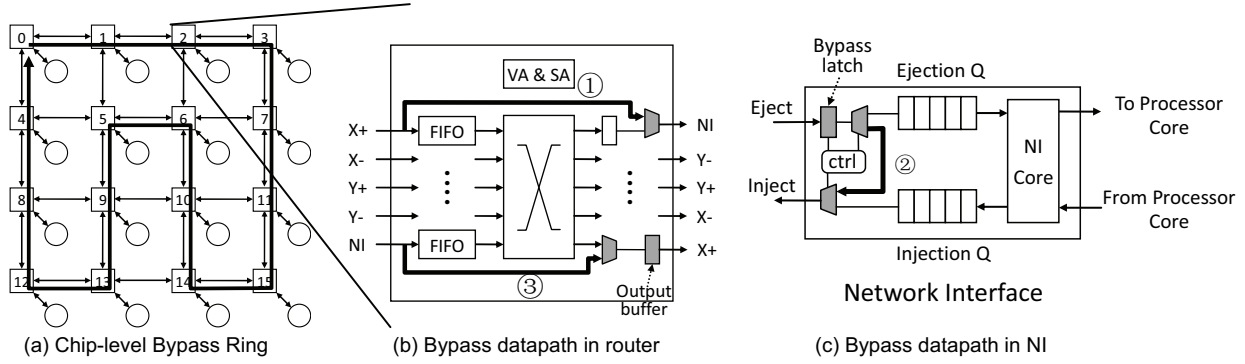 0 1 2 3
4 5 6 7
8 9 10 11
12 13 14 15
(a) Chip-level Bypass Ring
VA & SA
①
X+ FIFO NI
X- Y-
Y+ Y+
Y- X-
NI FIFO X+
③
Output
buffer
(b) Bypass datapath in router
Bypass
latch
Ejection Q
Eject
To Processor
Core
ctrl
②
NI
Core
Inject
From Processor
Core
Injection Q
Network Interface
(c) Bypass datapath in NI